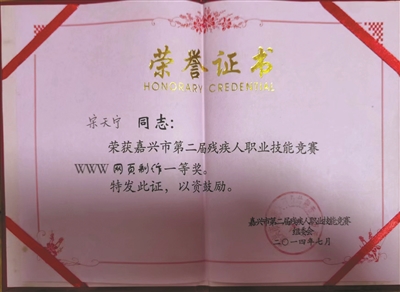 荣誉证书
HONORARY CREDENTIAL
宋天宇 同志：
荣获嘉兴市第二届残疾人职业技能竞赛
WWW 网页制作一等奖。
特发此证，以资鼓励。
嘉兴市第二届残疾人职业技能竞赛
组委会
二〇一四年七月